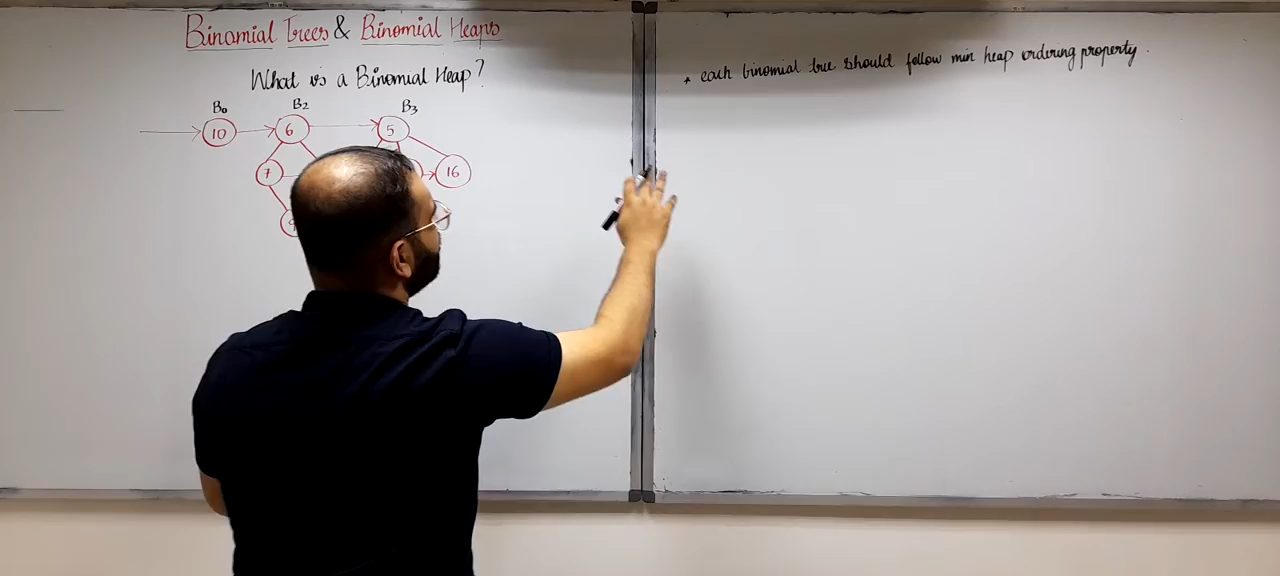 Binomial Trees & Binomial Heaps
What is a Binomial Heap?
B0 B2 B3
10 6 5
7 16
* each binomial tree should follow min heap ordering property.